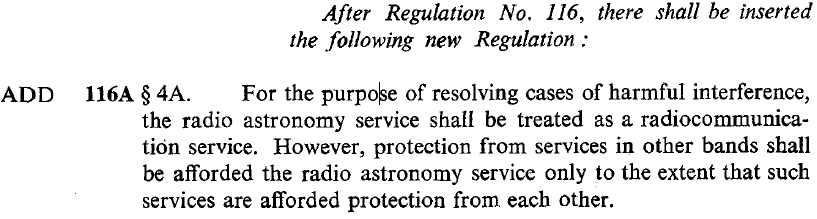 After Regulation No. 116, there shall be inserted
the following new Regulation :
ADD 116A § 4A. For the purpose of resolving cases of harmful interference,
the radio astronomy service shall be treated as a radiocommunica-
tion service. However, protection from services in other bands shall
be afforded the radio astronomy service only to the extent that such
services are afforded protection from each other.